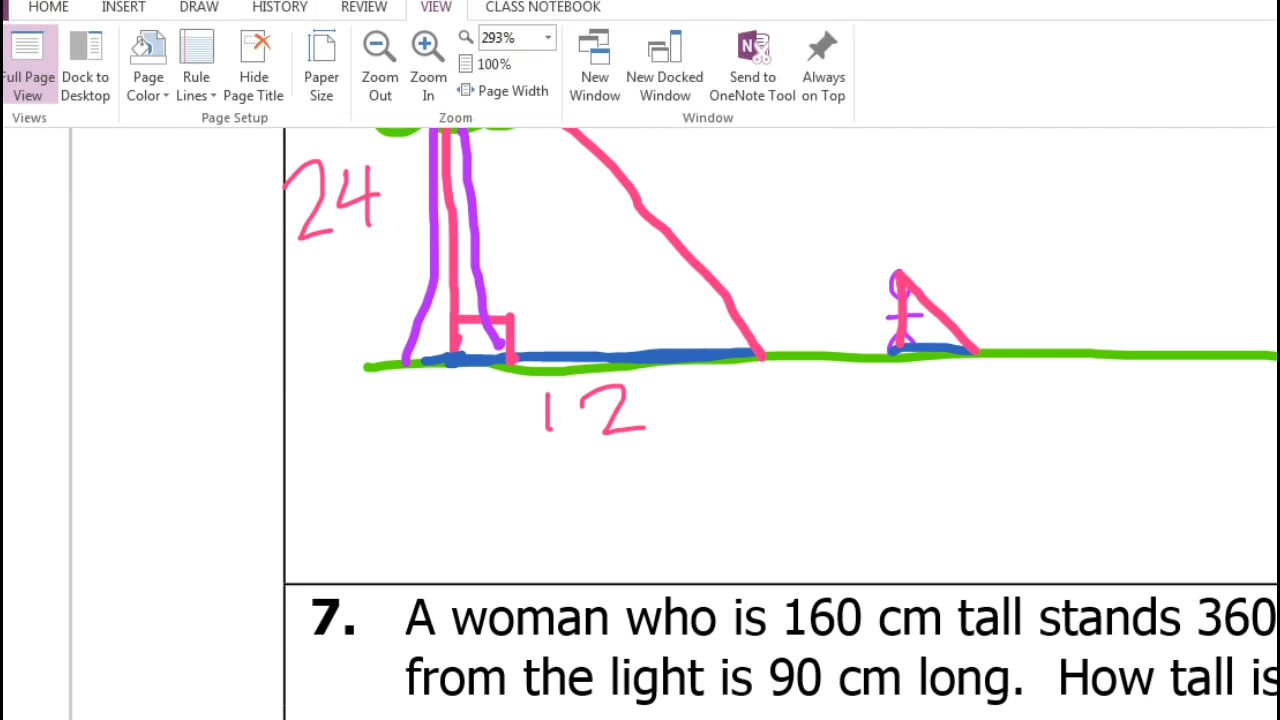 HOME INSERT DRAW HISTORY REVIEW VIEW CLASS NOTEBOOK
Full Page View
Dock to Desktop
Page Color
Rule Lines
Hide Page Title
Paper Size
Zoom Out
Zoom In
293%
100%
Page Width
New Window
New Docked Window
Send to OneNote Tool
Always on Top
Views Page Setup Zoom Window
24
12
7. A woman who is 160 cm tall stands 360
from the light is 90 cm long. How tall is